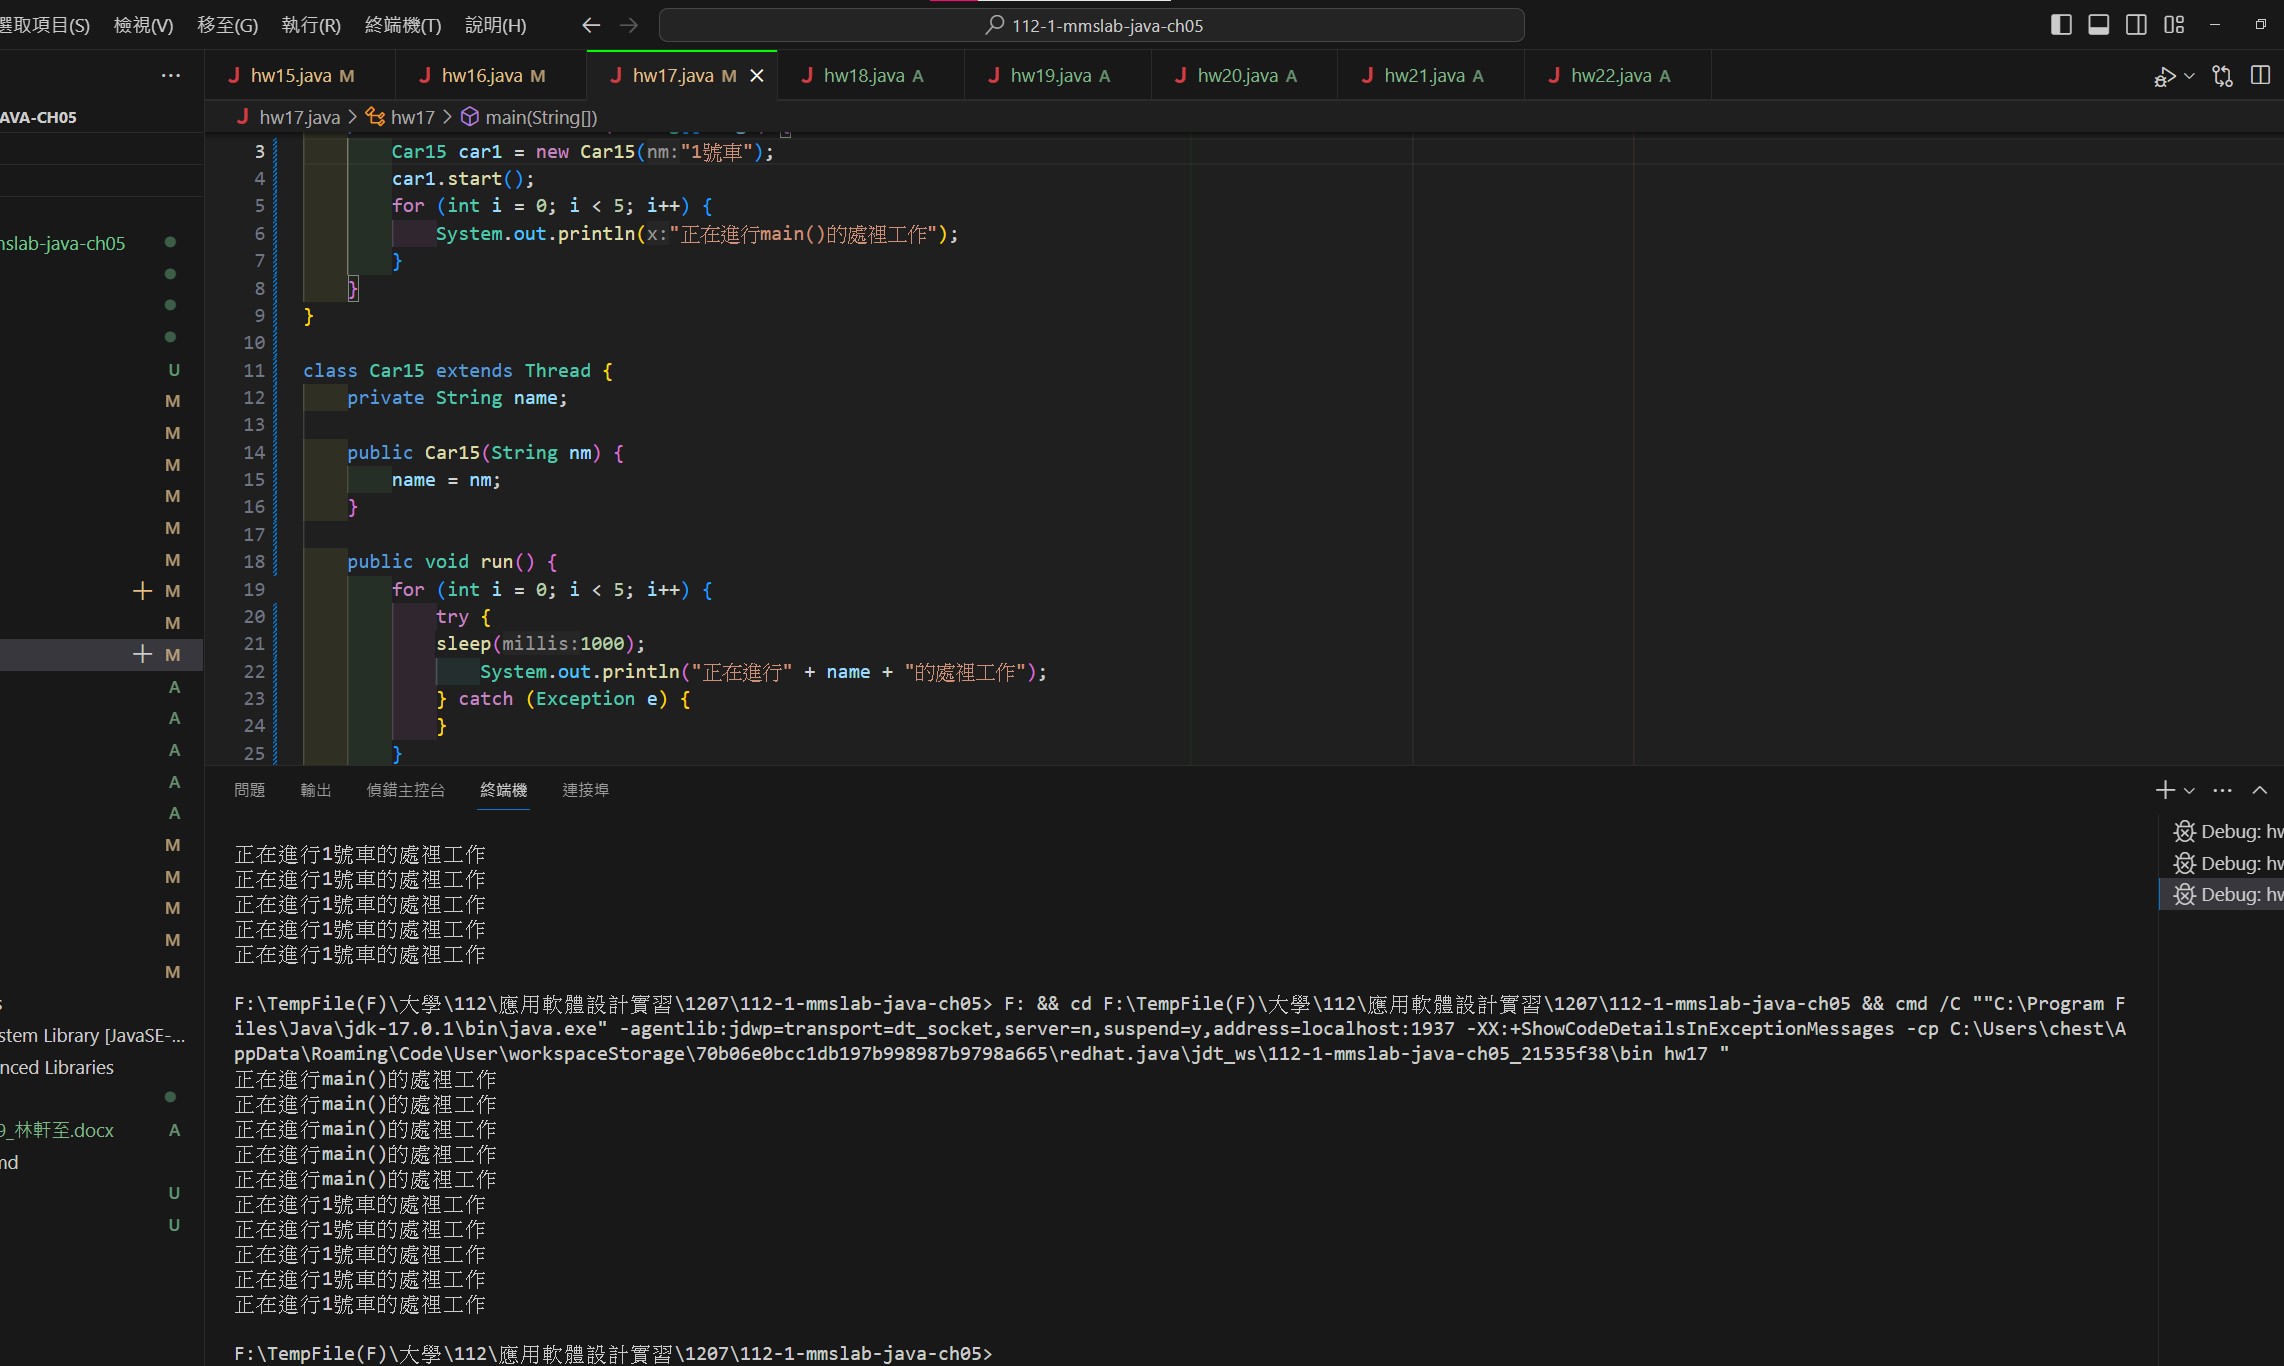 選取項目(S) 檢視(V) 移至(G) 執行(R) 終端機(T) 說明(H) 112-1-mmslab-java-ch05
hw15.java M hw16.java M hw17.java M hw18.java A hw19.java A hw20.java A hw21.java A hw22.java A
AVA-CH05
hw17.java > hw17 > main(String[])
3 Car15 car1 = new Car15(nm:"1號車");
4 car1.start();
5 for (int i = 0; i < 5; i++) {
6 System.out.println(x:"正在進行main()的處裡工作");
7 }
8 }
9 }
10
11 class Car15 extends Thread {
12 private String name;
13
14 public Car15(String nm) {
15 name = nm;
16 }
17
18 public void run() {
19 for (int i = 0; i < 5; i++) {
20 try {
21 sleep(millis:1000);
22 System.out.println("正在進行" + name + "的處裡工作");
23 } catch (Exception e) {
24 }
25 }
mslab-java-ch05
U
M
M
M
M
M
M
M
M
M
A
A
A
A
A
M
M
M
M
M
s
stem Library [JavaSE-...
nced Libraries
9_林軒至.docx A
md
U
U
問題 輸出 偵錯主控台 終端機 連接埠
Debug: hw
Debug: hw
Debug: hw
正在進行1號車的處裡工作
正在進行1號車的處裡工作
正在進行1號車的處裡工作
正在進行1號車的處裡工作
正在進行1號車的處裡工作
F:\TempFile(F)\大學\112\應用軟體設計實習\1207\112-1-mmslab-java-ch05> F: && cd F:\TempFile(F)\大學\112\應用軟體設計實習\1207\112-1-mmslab-java-ch05 && cmd /C ""C:\Program F
iles\Java\jdk-17.0.1\bin\java.exe" -agentlib:jdwp=transport=dt_socket,server=n,suspend=y,address=localhost:1937 -XX:+ShowCodeDetailsInExceptionMessages -cp C:\Users\chest\A
ppData\Roaming\Code\User\workspaceStorage\70b06e0bcc1db197b998987b9798a665\redhat.java\jdt_ws\112-1-mmslab-java-ch05_21535f38\bin hw17 "
正在進行main()的處裡工作
正在進行main()的處裡工作
正在進行main()的處裡工作
正在進行main()的處裡工作
正在進行main()的處裡工作
正在進行1號車的處裡工作
正在進行1號車的處裡工作
正在進行1號車的處裡工作
正在進行1號車的處裡工作
正在進行1號車的處裡工作
F:\TempFile(F)\大學\112\應用軟體設計實習\1207\112-1-mmslab-java-ch05>